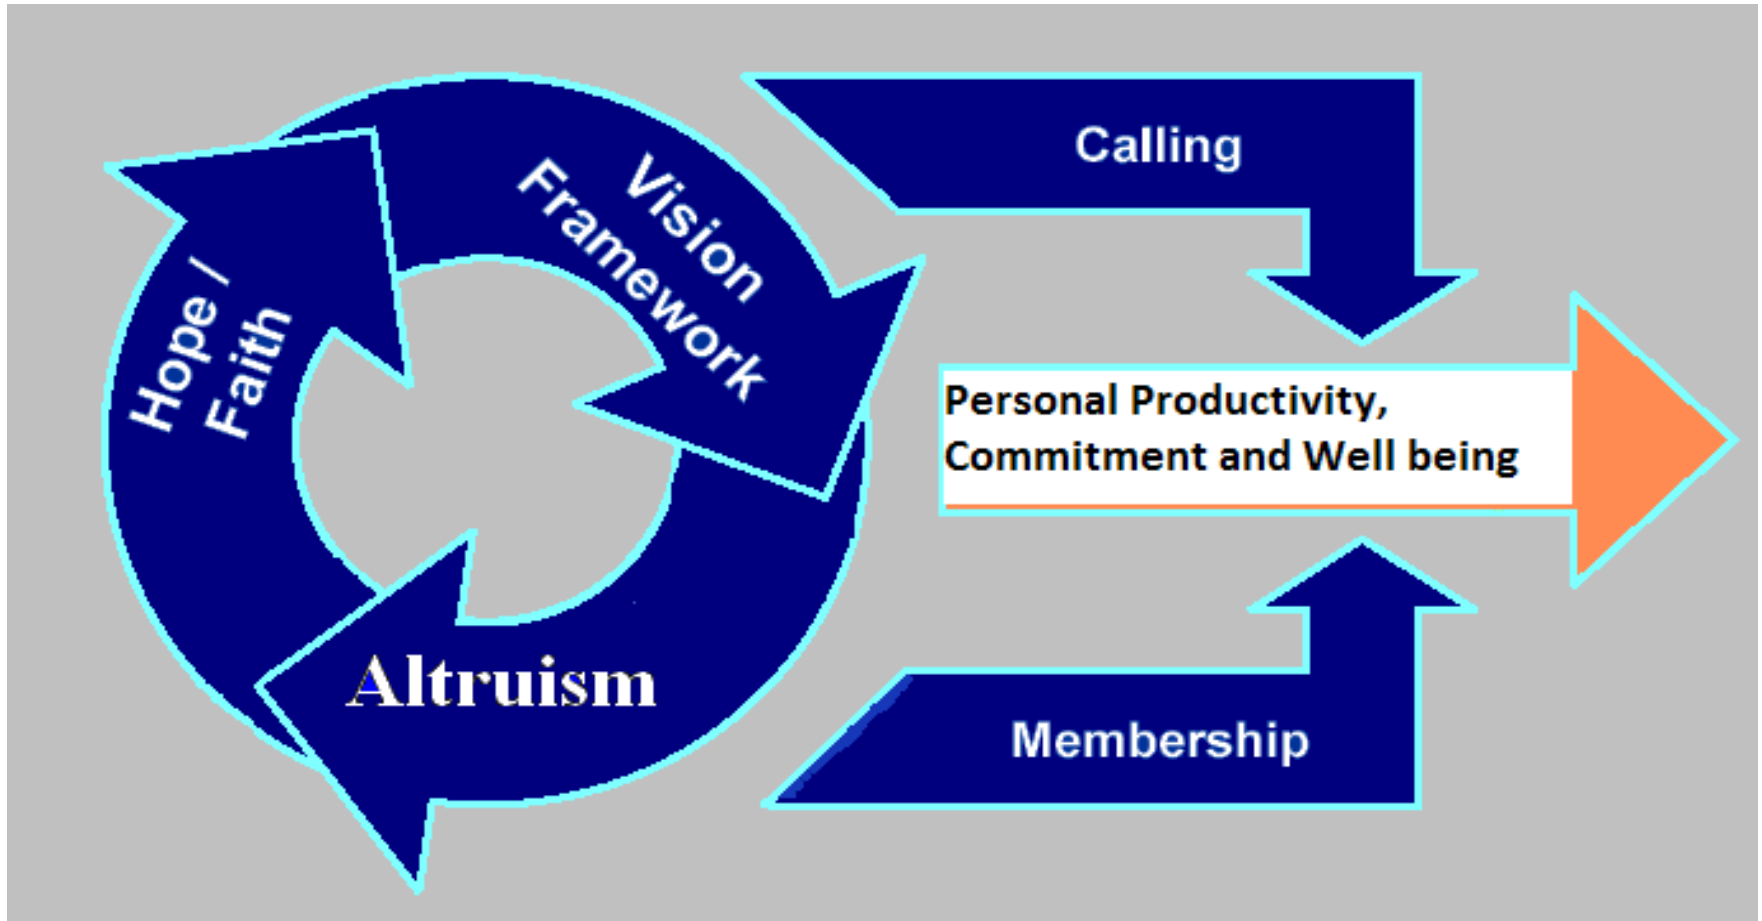 Hope /
Faith
Vision
Framework
Altruism
Calling
Personal Productivity,
Commitment and Well being
Membership